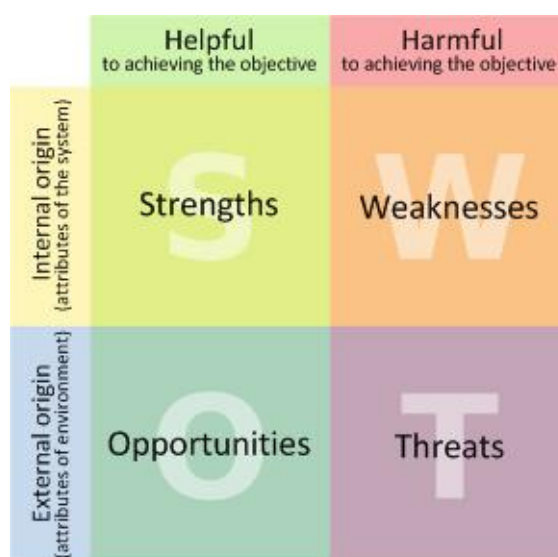 Helpful
to achieving the objective
Harmful
to achieving the objective
Internal origin
(attributes of the system)
S
Strengths
W
Weaknesses
External origin
(attributes of environment)
O
Opportunities
T
Threats